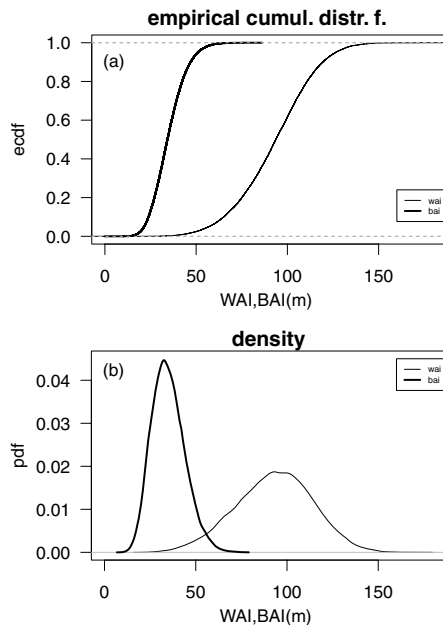 empirical cumul. distr. f.
(a)
ecdf
1.0
0.8
0.6
0.4
0.2
0.0
wai
bai
0 50 100 150
WAI,BAI(m)
density
(b)
pdf
0.04
0.03
0.02
0.01
0.00
wai
bai
0 50 100 150
WAI,BAI(m)